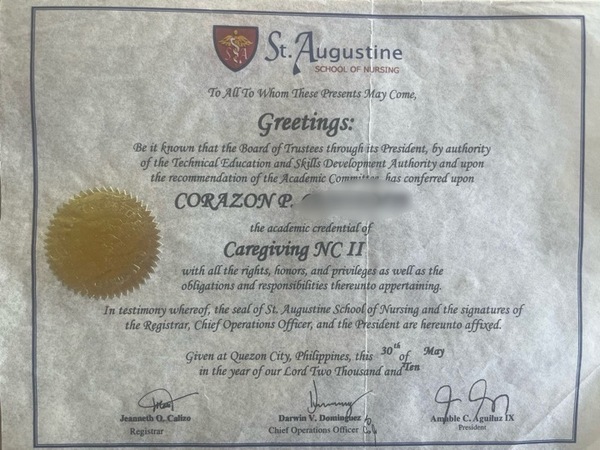 St. Augustine
SCHOOL OF NURSING
To All To Whom These Presents May Come,
Greetings:
Be it known that the Board of Trustees through its President, by authority
of the Technical Education and Skills Development Authority and upon
the recommendation of the Academic Committee, has conferred upon
CORAZON P.
the academic credential of
Caregiving NC II
with all the rights, honors, and privileges as well as the
obligations and responsibilities thereunto appertaining.
In testimony whereof, the seal of St. Augustine School of Nursing and the signatures of
the Registrar, Chief Operations Officer, and the President are hereunto affixed.
Given at Quezon City, Philippines, this 30th of May
in the year of our Lord Two Thousand and Ten
Jeanneth O. Calizo Darwin V. Dominguez Amable C. Aguiluz IX
Registrar Chief Operations Officer President